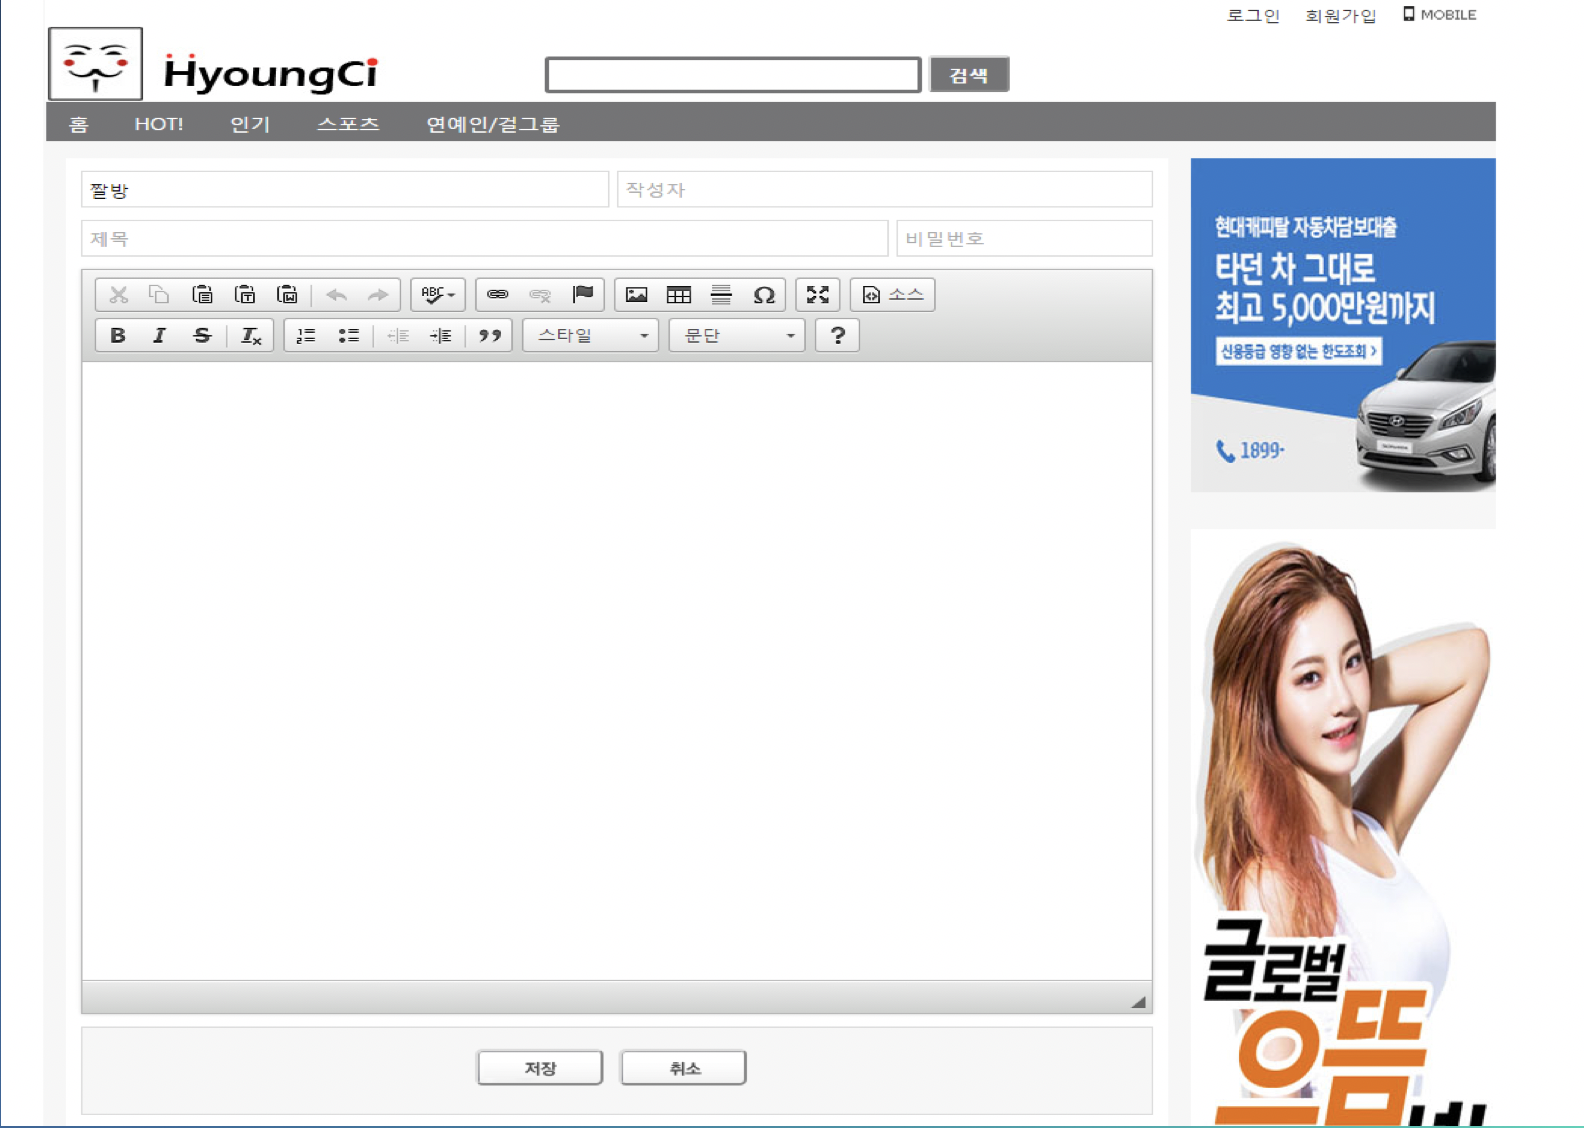 로그인 회원가입 MOBILE
HyoungCi
검색
홈 HOT! 인기 스포츠 연예인/걸그룹
짤방 작성자
제목 비밀번호
ABC 소스
B I S Ix 스타일 문단 ?
저장 취소
현대캐피탈 자동차담보대출
타던 차 그대로
최고 5,000만원까지
신용등급 영향 없는 한도조회 >
1899-
글로벌
으뜸